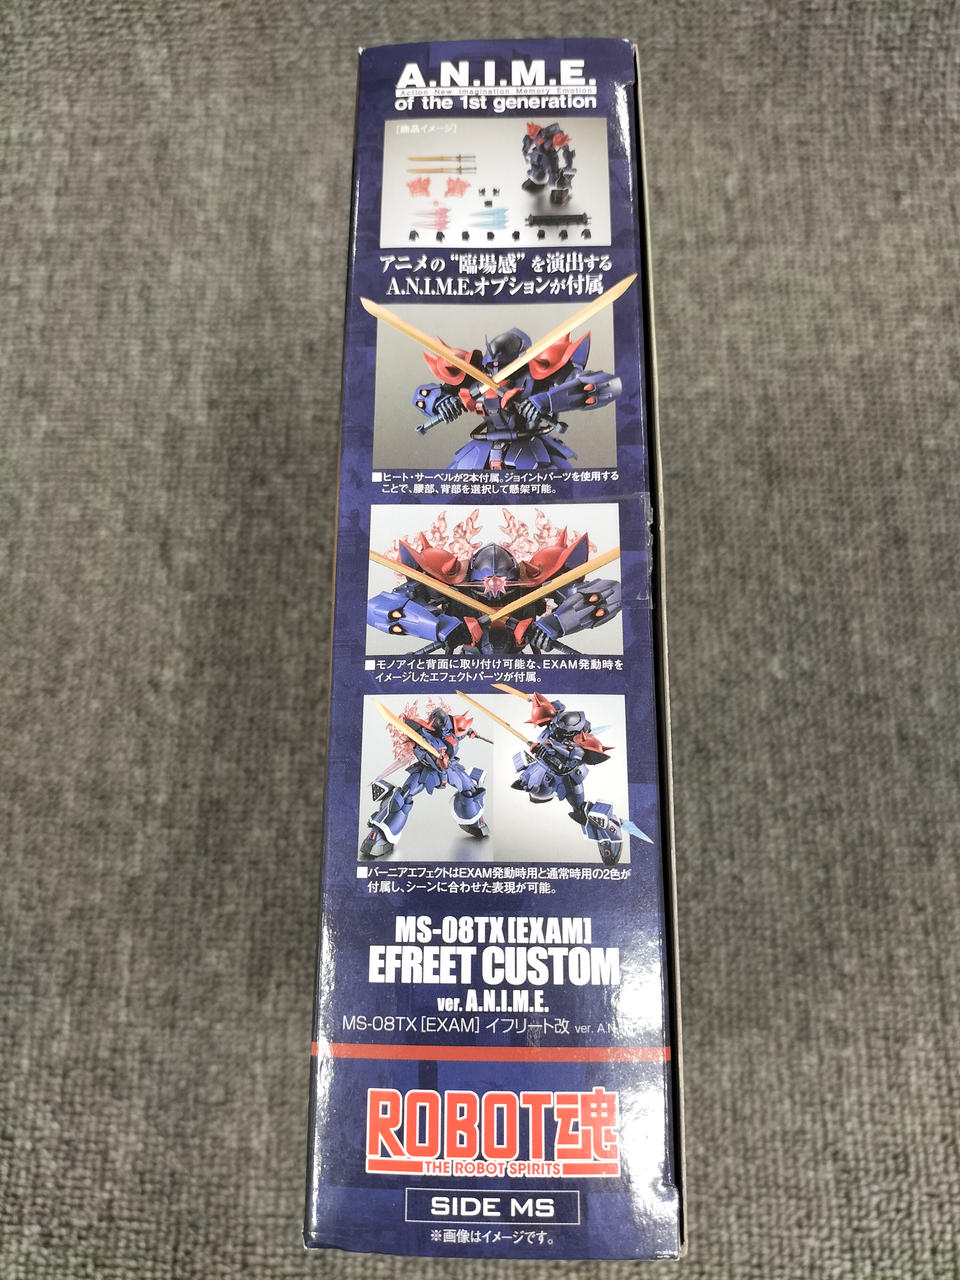 A.N.I.M.E.
Action New Imagination Memory Emotion
of the 1st generation
[商品イメージ]
アニメの“臨場感”を演出する
A.N.I.M.E.オプションが付属
■ヒート・サーベルが2本付属。ジョイントパーツを使用する
ことで、腰部、背部を選択して懸架可能。
■モノアイと背面に取り付け可能な、EXAM発動時を
イメージしたエフェクトパーツが付属。
■バーニアエフェクトはEXAM発動時用と通常時用の2色が
付属し、シーンに合わせた表現が可能。
MS-08TX[EXAM]
EFREET CUSTOM
ver. A.N.I.M.E.
MS-08TX[EXAM] イフリート改 ver. A.N
ROBOT魂
THE ROBOT SPIRITS
SIDE MS
※画像はイメージです。